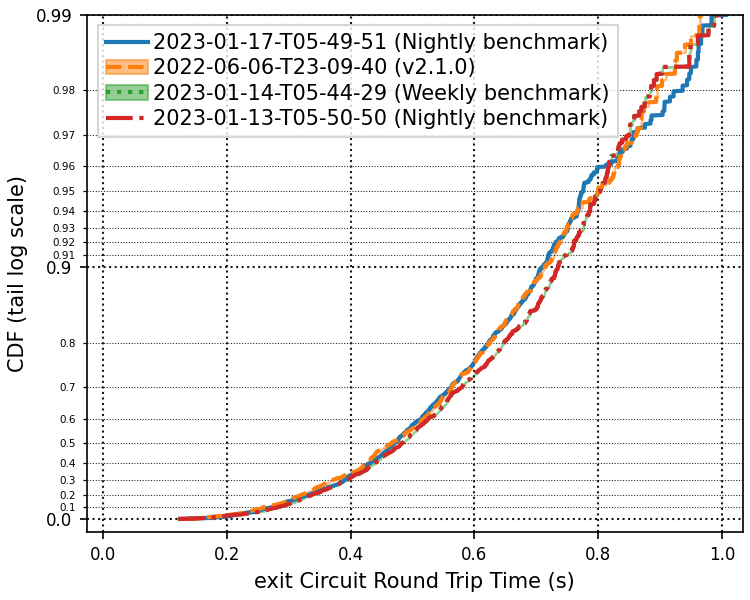 2023-01-17-T05-49-51 (Nightly benchmark)
2022-06-06-T23-09-40 (v2.1.0)
2023-01-14-T05-44-29 (Weekly benchmark)
2023-01-13-T05-50-50 (Nightly benchmark)
CDF (tail log scale)
0.99
0.98
0.97
0.96
0.95
0.94
0.93
0.92
0.91
0.9
0.8
0.7
0.6
0.5
0.4
0.3
0.2
0.1
0.0
0.0 0.2 0.4 0.6 0.8 1.0
exit Circuit Round Trip Time (s)